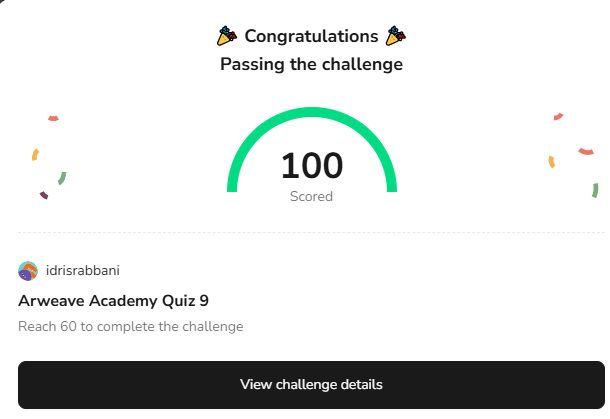 🎉 Congratulations 🎉
Passing the challenge
100
Scored
idrisrabbani
Arweave Academy Quiz 9
Reach 60 to complete the challenge
View challenge details